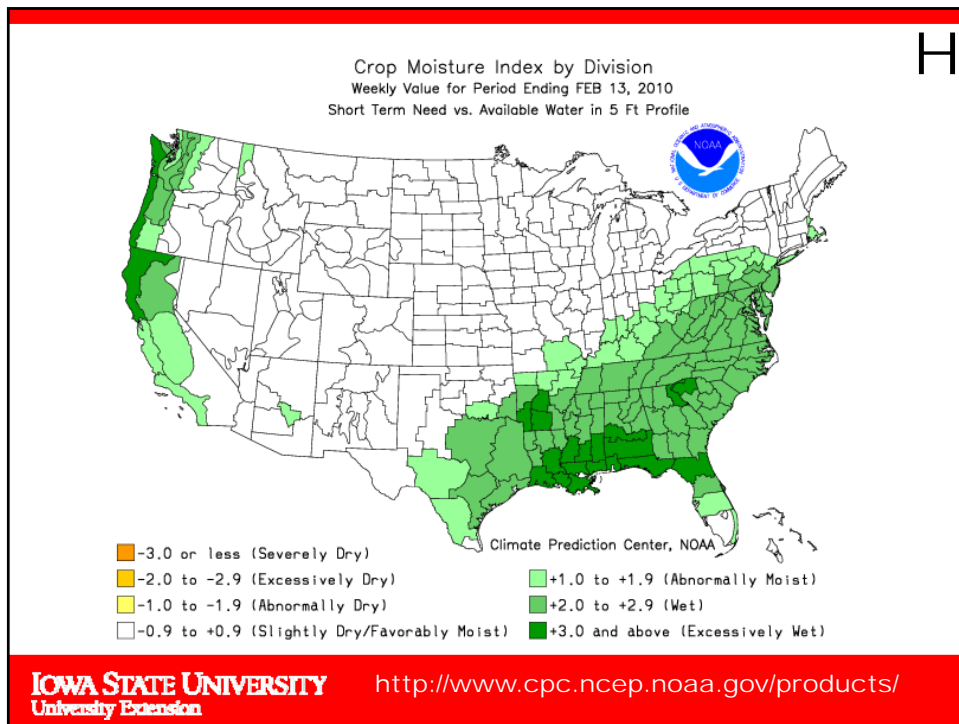 H
Crop Moisture Index by Division
Weekly Value for Period Ending FEB 13, 2010
Short Term Need vs. Available Water in 5 Ft Profile
NOAA
Climate Prediction Center, NOAA
-3.0 or less (Severely Dry)
-2.0 to -2.9 (Excessively Dry)
-1.0 to -1.9 (Abnormally Dry)
-0.9 to +0.9 (Slightly Dry/Favorably Moist)
+1.0 to +1.9 (Abnormally Moist)
+2.0 to +2.9 (Wet)
+3.0 and above (Excessively Wet)
IOWA STATE UNIVERSITY
University Extension
http://www.cpc.ncep.noaa.gov/products/